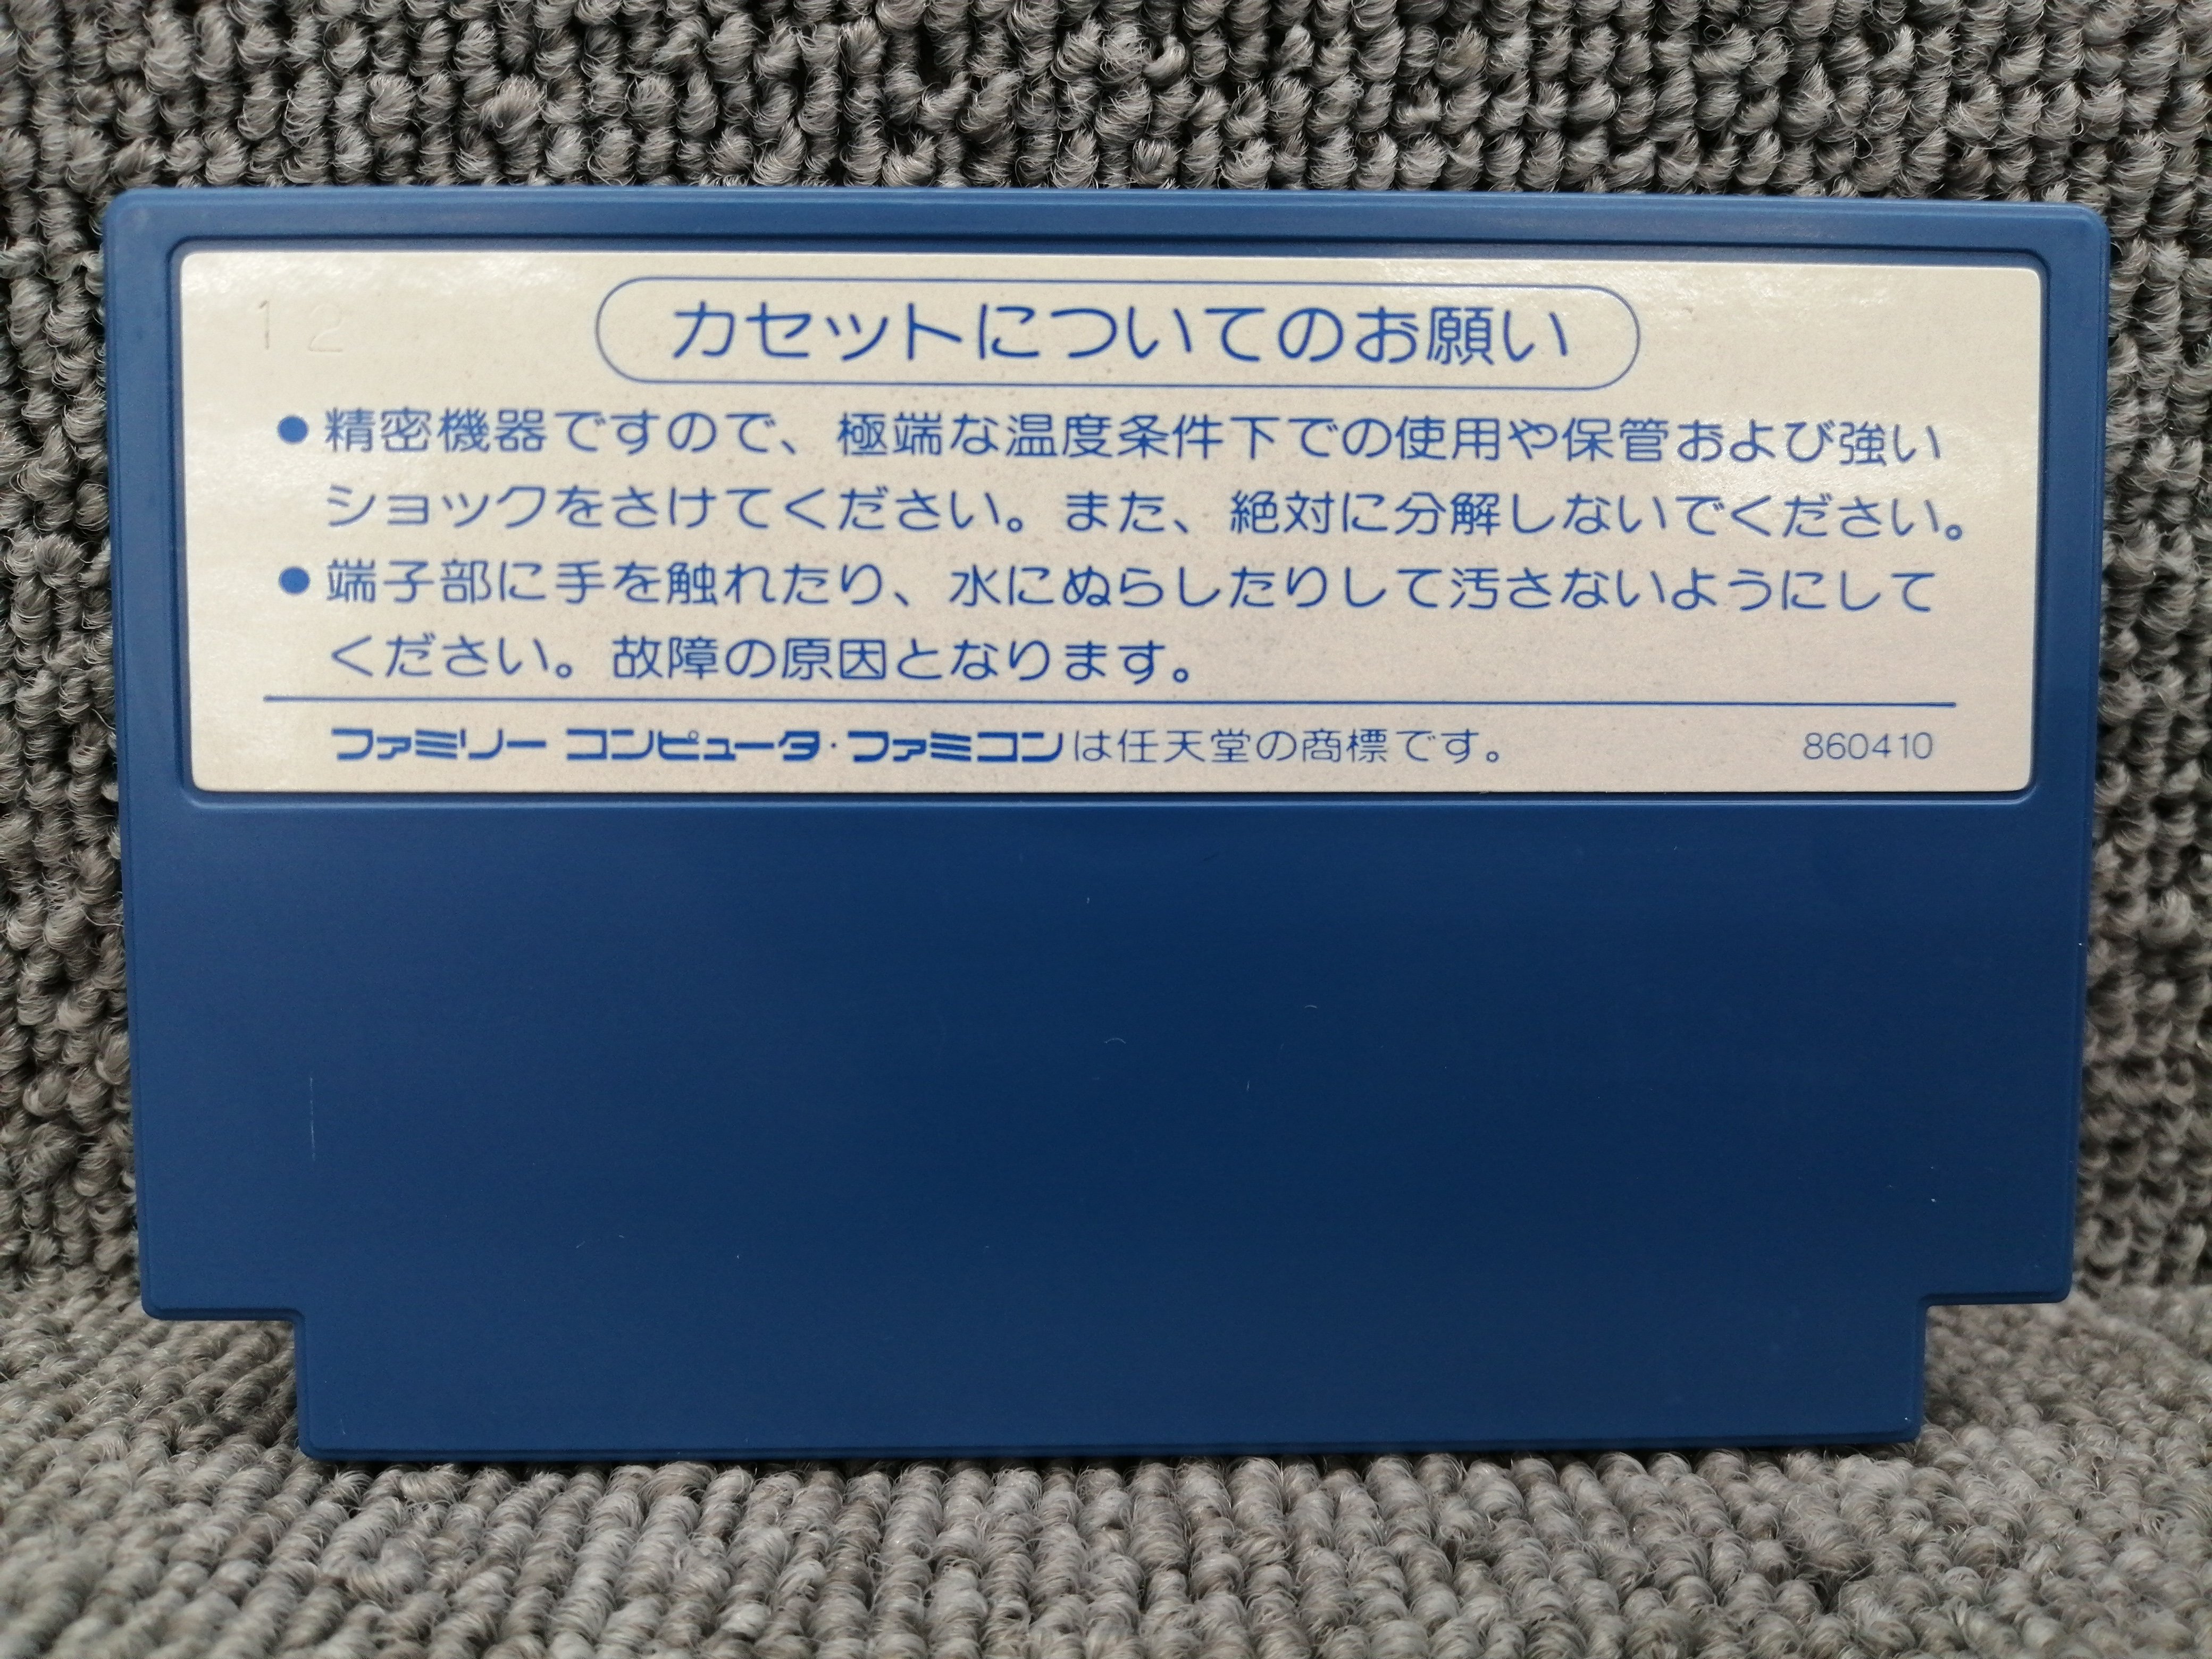 12
カセットについてのお願い
●精密機器ですので、極端な温度条件下での使用や保管および強い
ショックをさけてください。また、絶対に分解しないでください。
●端子部に手を触れたり、水にぬらしたりして汚さないようにして
ください。故障の原因となります。
ファミリー コンピュータ・ファミコンは任天堂の商標です。 860410